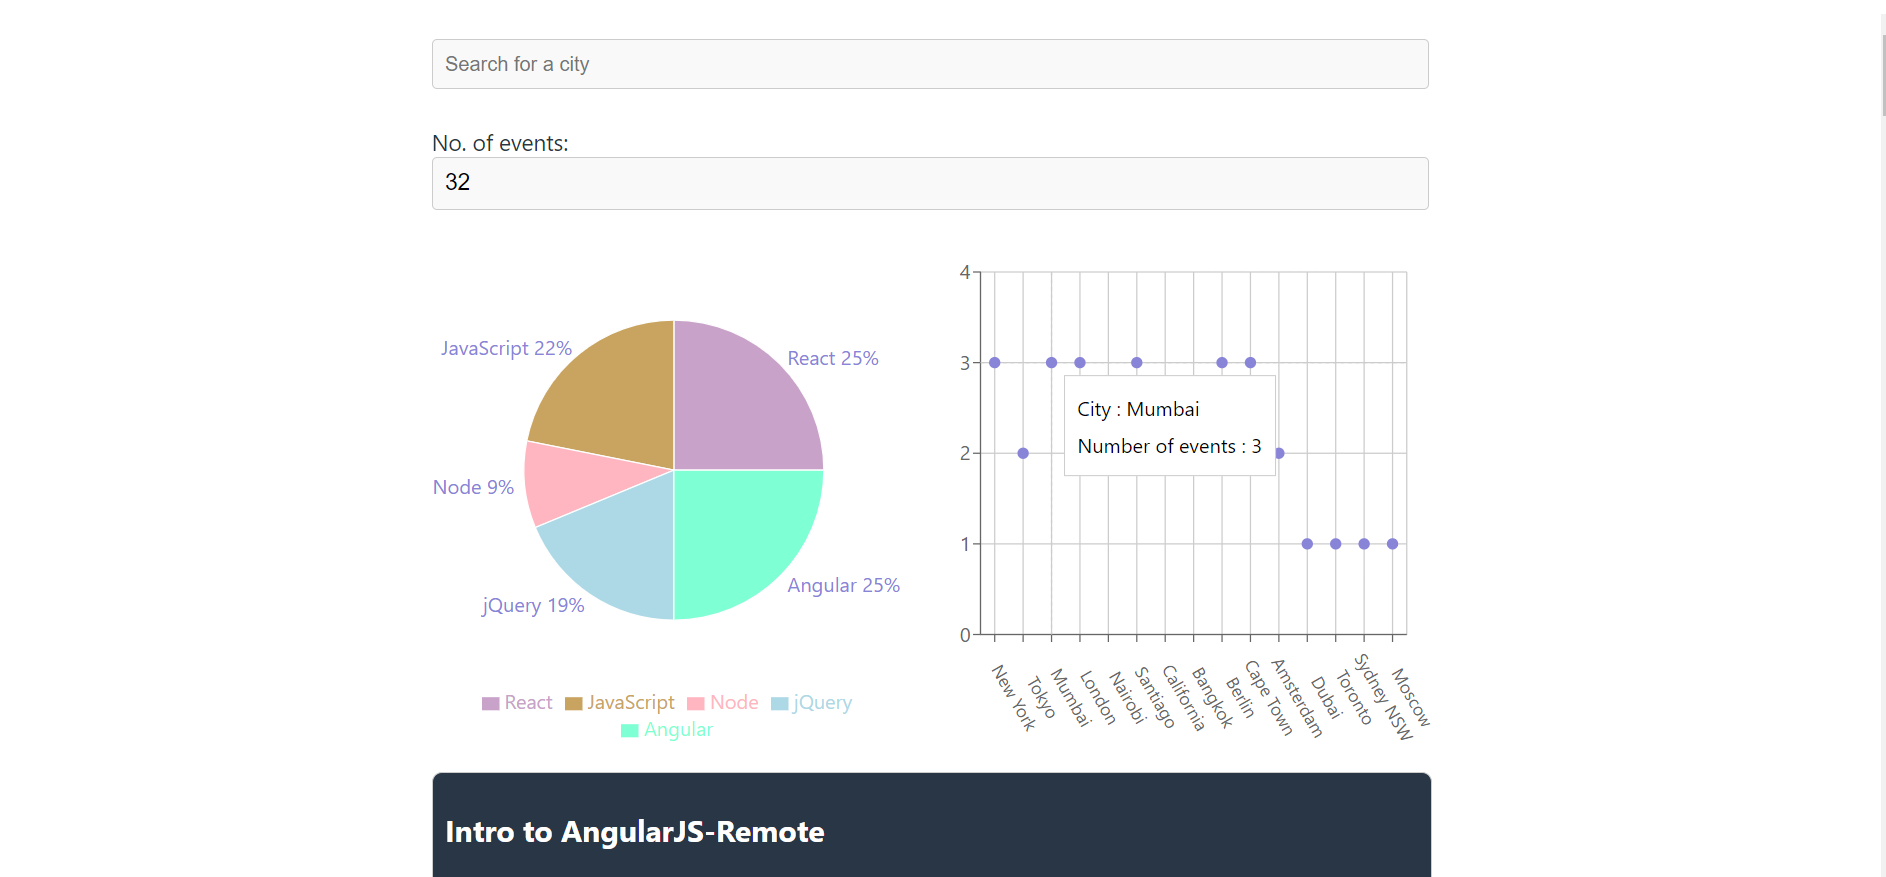 Search for a city
No. of events:
32
JavaScript 22%
React 25%
Node 9%
jQuery 19%
Angular 25%
React JavaScript Node jQuery
Angular
4
3
2
1
0
City : Mumbai
Number of events : 3
New York
Tokyo
Mumbai
London
Nairobi
Santiago
California
Bangkok
Berlin
Cape Town
Amsterdam
Dubai
Toronto
Sydney NSW
Moscow
Intro to AngularJS-Remote